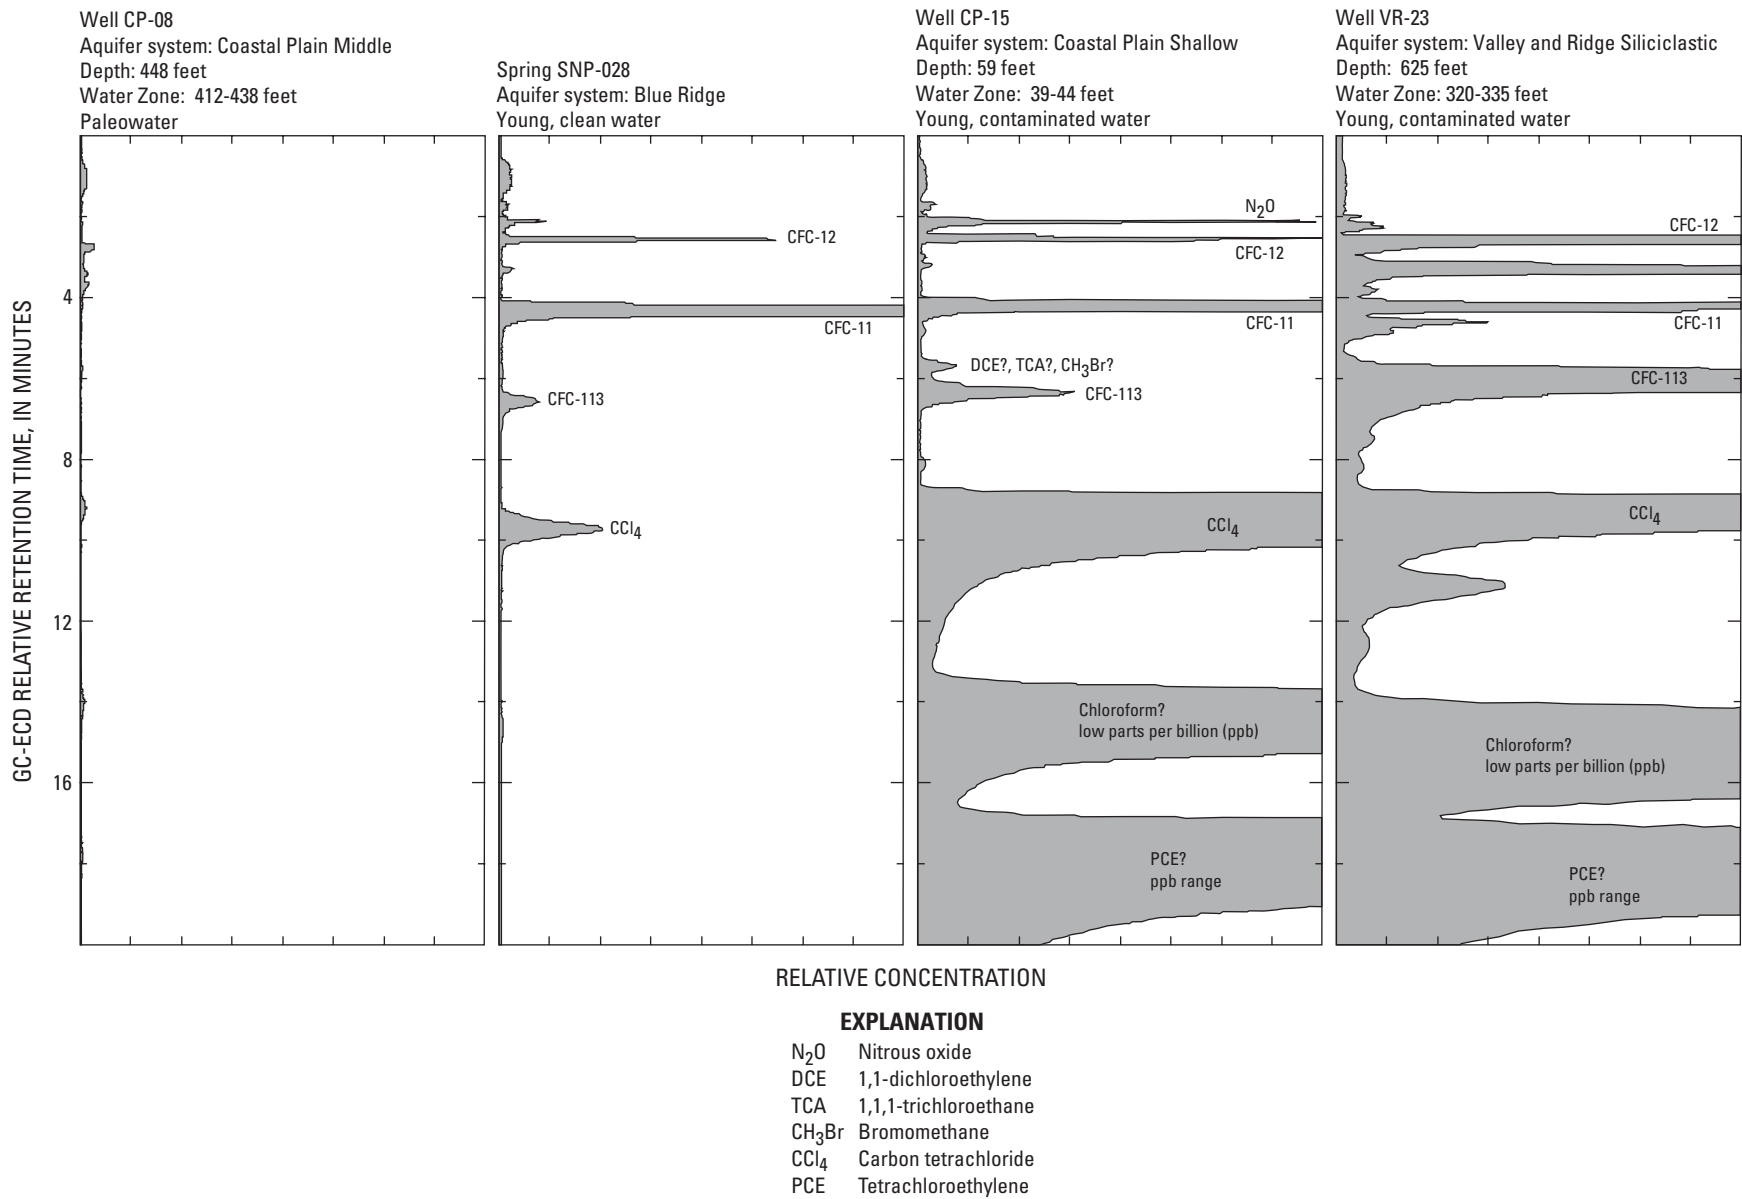 Well CP-08
Aquifer system: Coastal Plain Middle
Depth: 448 feet
Water Zone: 412-438 feet
Paleowater
Spring SNP-028
Aquifer system: Blue Ridge
Young, clean water
Well CP-15
Aquifer system: Coastal Plain Shallow
Depth: 59 feet
Water Zone: 39-44 feet
Young, contaminated water
Well VR-23
Aquifer system: Valley and Ridge Siliciclastic
Depth: 625 feet
Water Zone: 320-335 feet
Young, contaminated water
GC-ECD RELATIVE RETENTION TIME, IN MINUTES
4
8
12
16
CFC-12
CFC-11
CFC-113
CCl4
N2O
CFC-12
CFC-11
DCE?, TCA?, CH3Br?
CFC-113
CCl4
Chloroform?
low parts per billion (ppb)
PCE?
ppb range
CFC-12
CFC-11
CFC-113
CCl4
Chloroform?
low parts per billion (ppb)
PCE?
ppb range
RELATIVE CONCENTRATION
EXPLANATION
N2O Nitrous oxide
DCE 1,1-dichloroethylene
TCA 1,1,1-trichloroethane
CH3Br Bromomethane
CCl4 Carbon tetrachloride
PCE Tetrachloroethylene